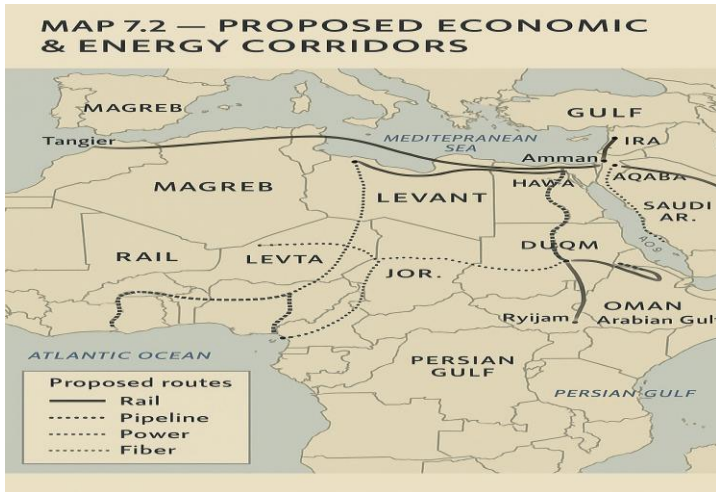 MAP 7.2 — PROPOSED ECONOMIC
& ENERGY CORRIDORS
MAGREB
GULF
Tangier
MEDITEPRANEAN
SEA
IRA
Amman
AQABA
MAGREB
LEVANT
HAWA
SAUDI
AR.
RAIL
LEVTA
JOR.
DUQM
OMAN
Ryijam
Arabian Gulf
ATLANTIC OCEAN
PERSIAN
GULF
PERSIAN GULF
Proposed routes
Rail
Pipeline
Power
Fiber